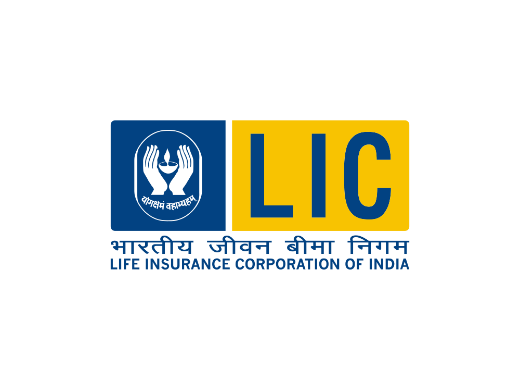 योगक्षेमं वहाम्यहम्
LIC
भारतीय जीवन बीमा निगम
LIFE INSURANCE CORPORATION OF INDIA